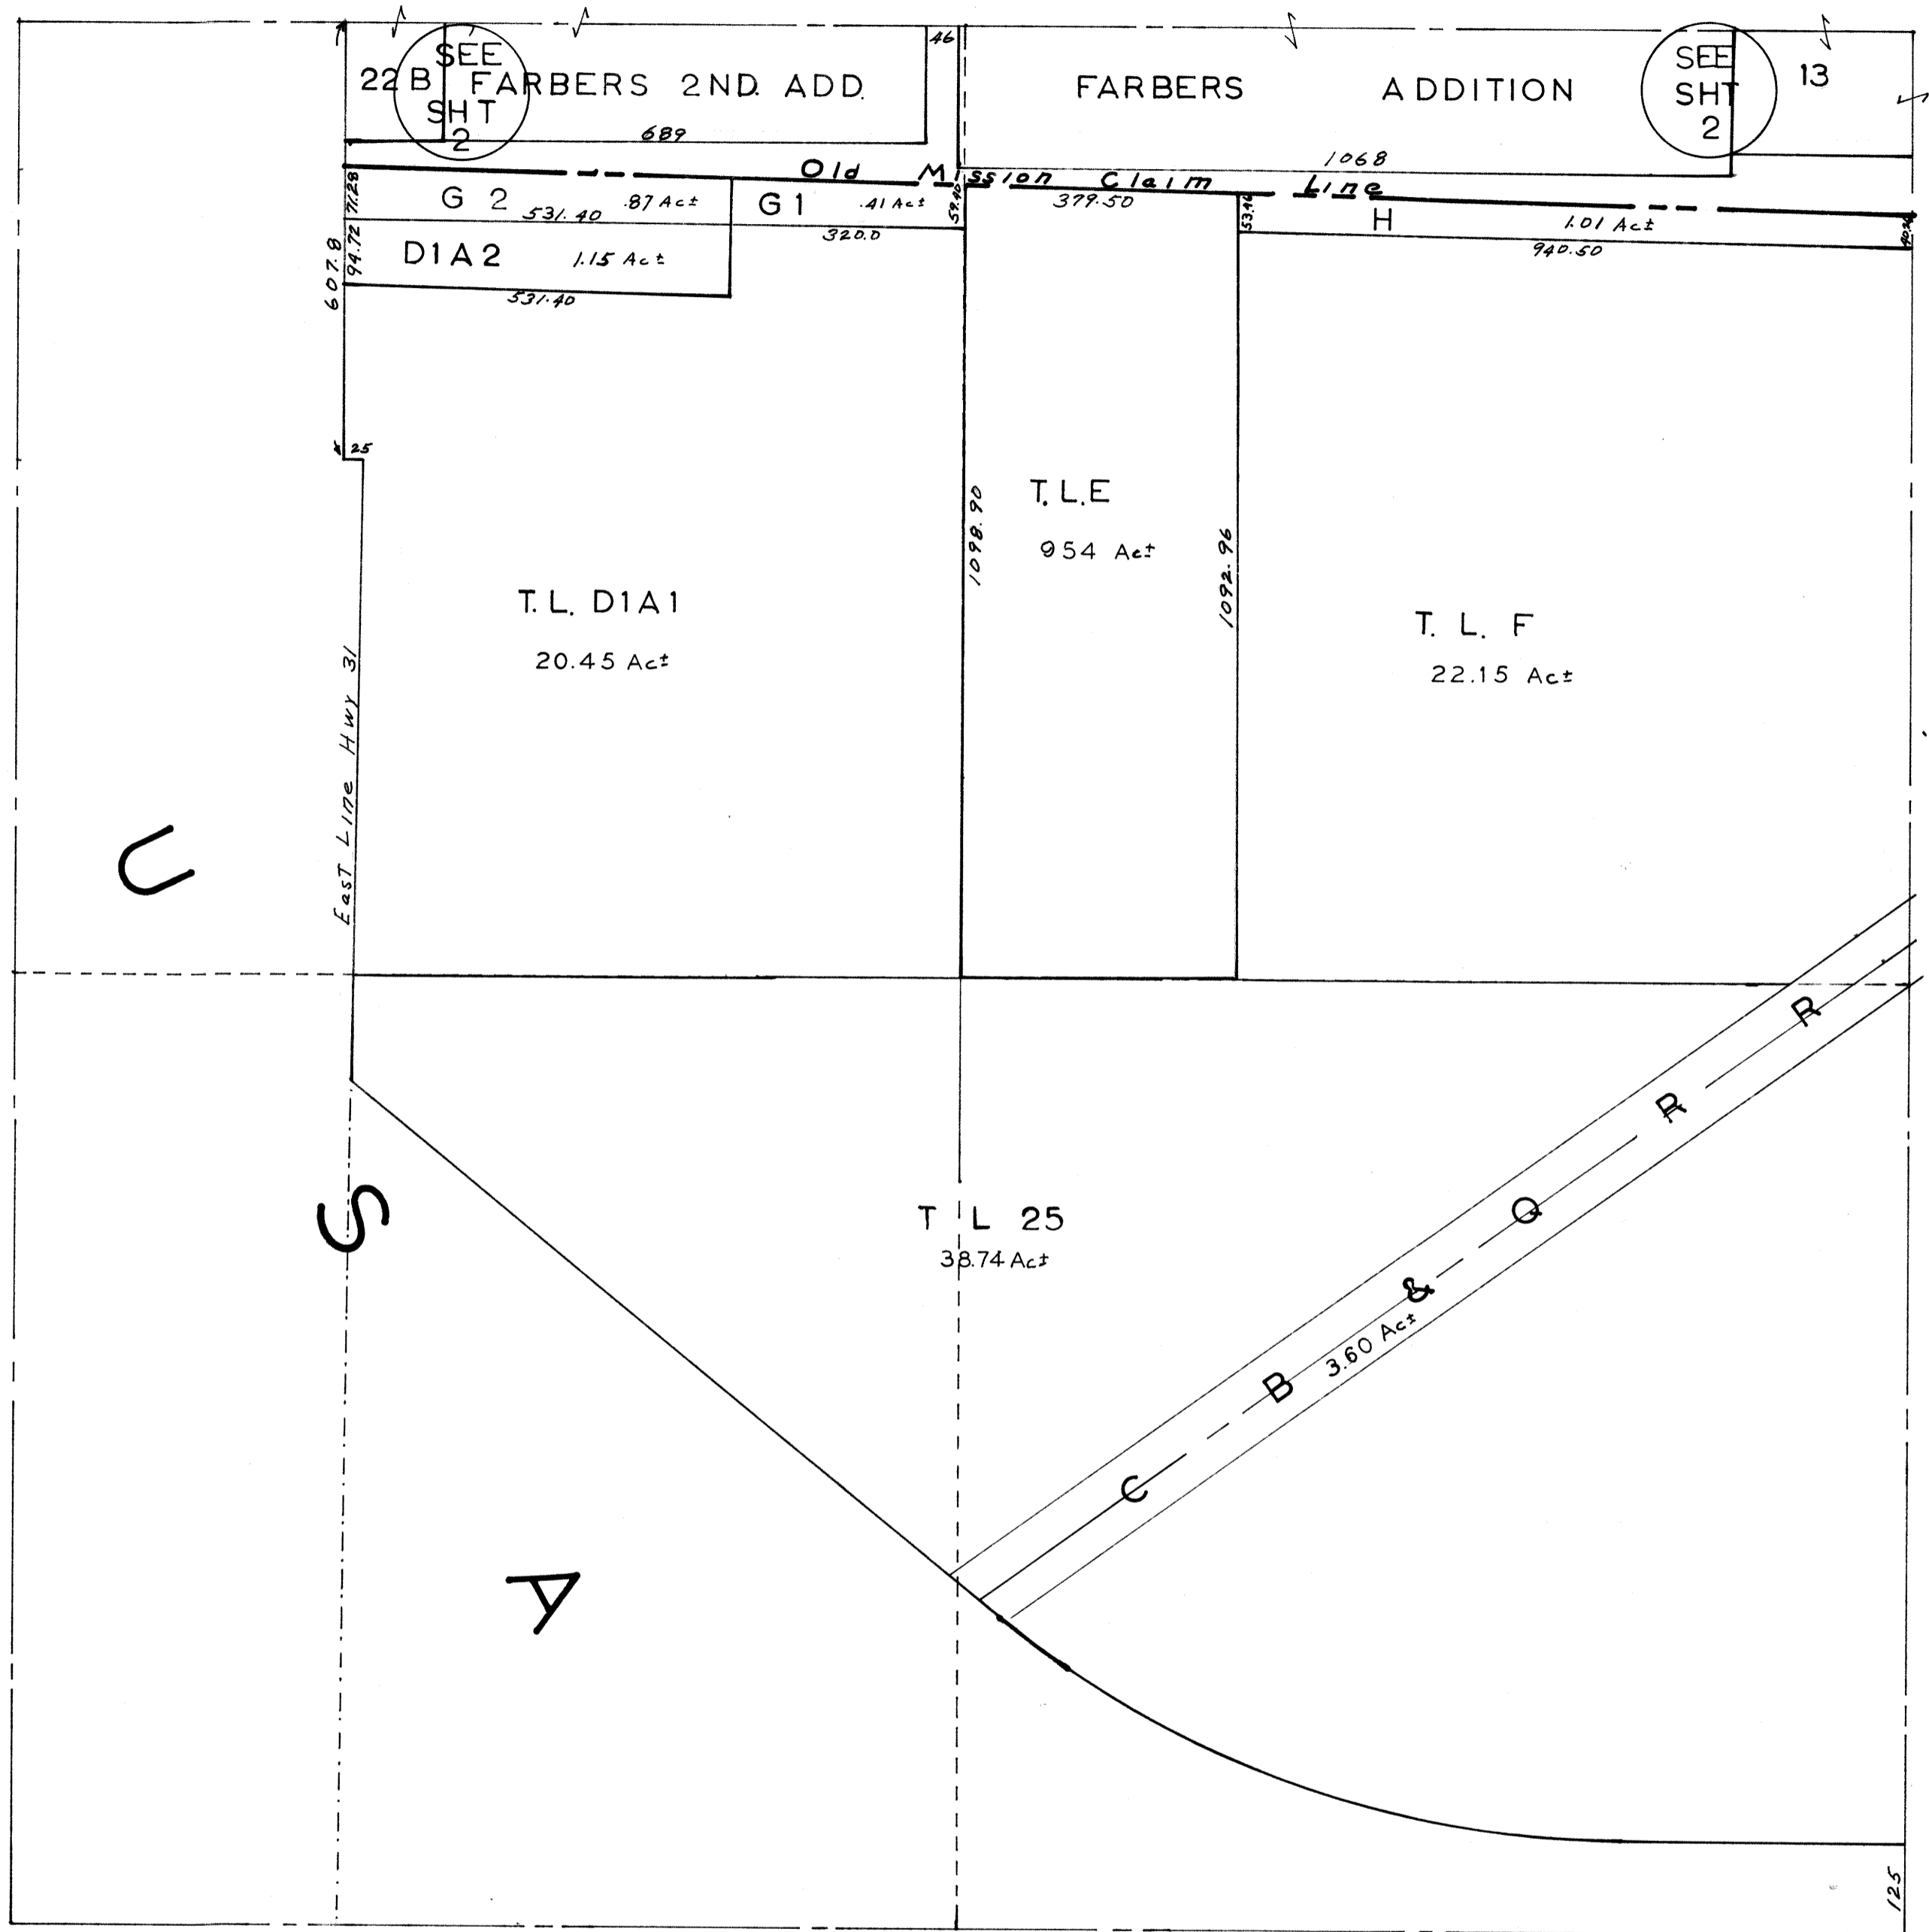 22 B
SEE
SHT
2
FARBERS 2ND. ADD.
46
FARBERS ADDITION
SEE
SHT
2
13
689
1068
Old Mission Claim Line
71.28
G 2
531.40
.87 Ac±
G 1
.41 Ac±
59.40
379.50
53.46
H
1.01 Ac±
320.0
940.50
607.8
94.72
D1A2
1.15 Ac±
531.40
25
T.L.E
954 Ac±
1098.90
1092.96
T.L. D1A1
20.45 Ac±
T. L. F
22.15 Ac±
East Line Hwy 31
U S A
T L 25
38.74 Ac±
C B & Q R R
3.60 Ac±
125